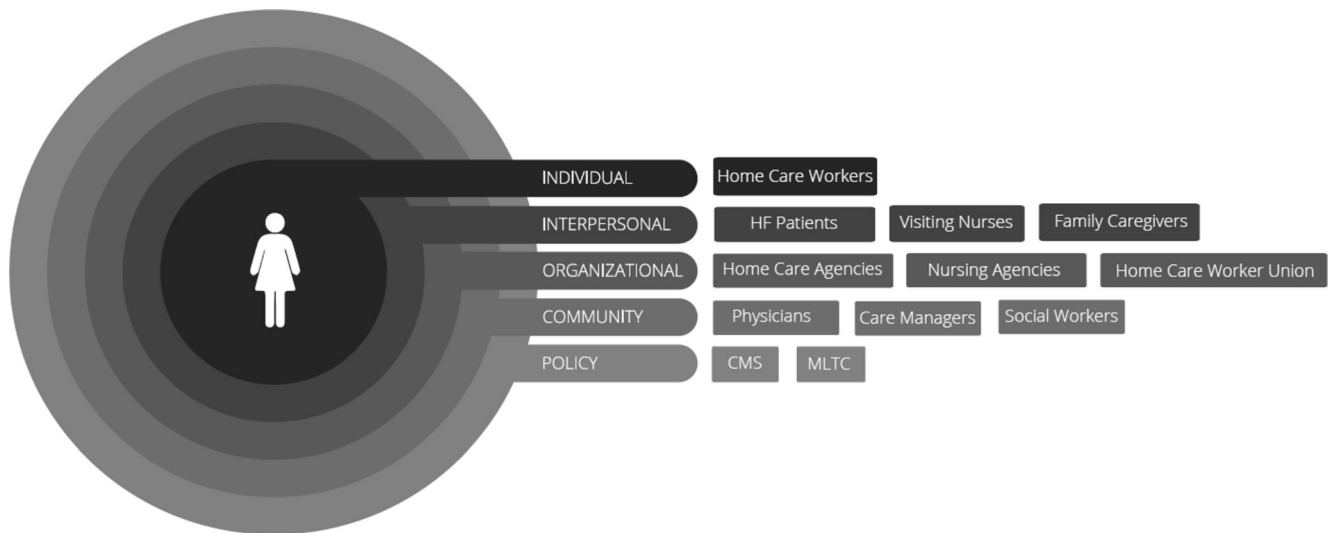 INDIVIDUAL Home Care Workers
INTERPERSONAL HF Patients Visiting Nurses Family Caregivers
ORGANIZATIONAL Home Care Agencies Nursing Agencies Home Care Worker Union
COMMUNITY Physicians Care Managers Social Workers
POLICY CMS MLTC